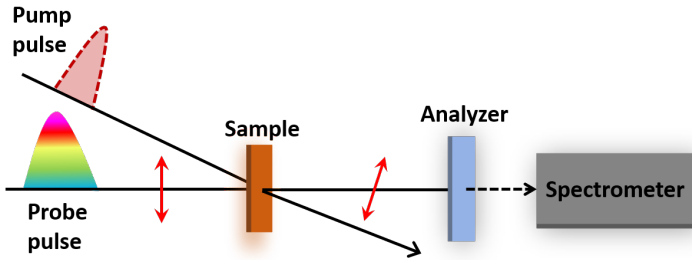 Pump
pulse
Sample
Analyzer
Spectrometer
Probe
pulse